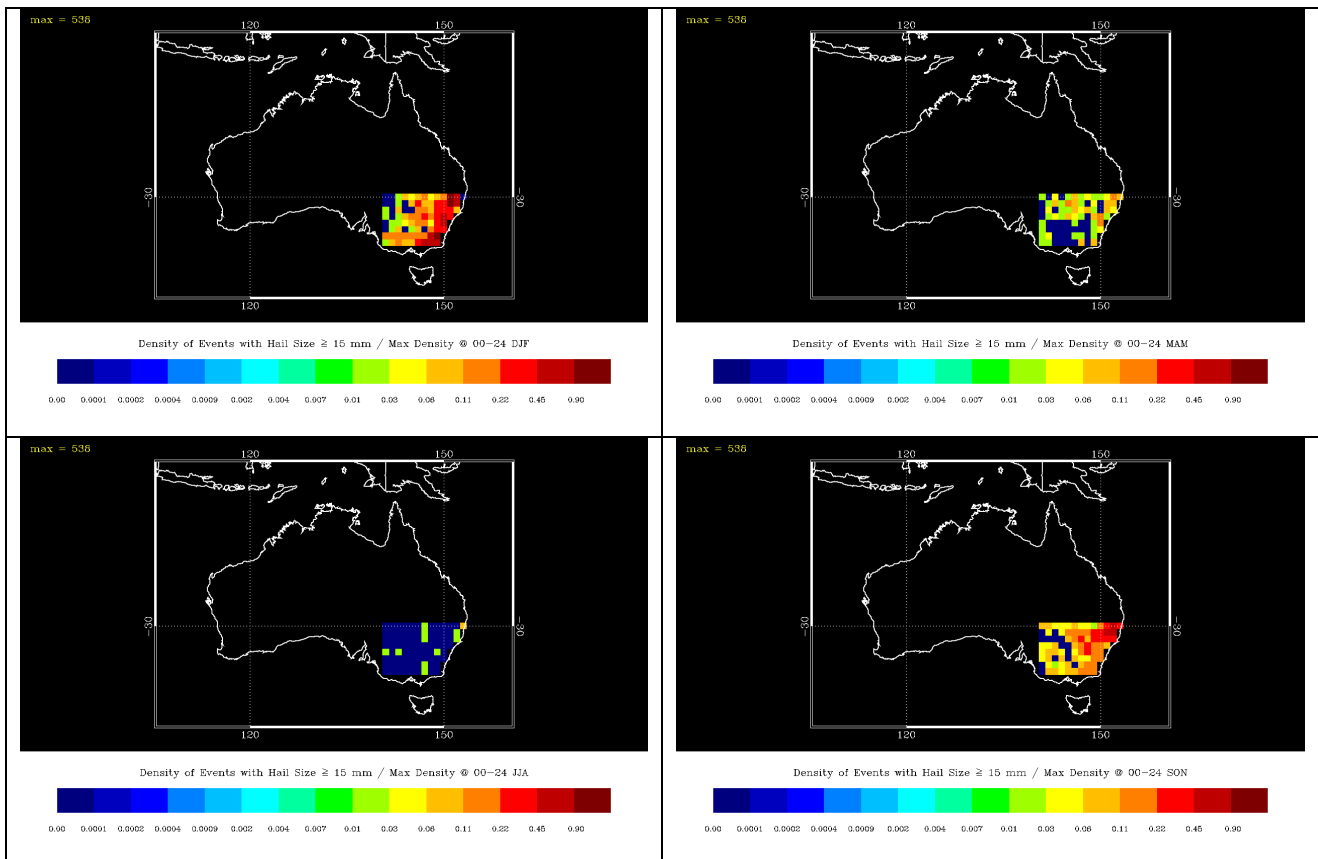 max = 538
120
150
−30
−30
120
150
Density of Events with Hail Size ≧ 15 mm / Max Density @ 00−24 DJF
0.00 0.0001 0.0002 0.0004 0.0009 0.002 0.004 0.007 0.01 0.03 0.06 0.11 0.22 0.45 0.90
max = 538
120
150
−30
−30
120
150
Density of Events with Hail Size ≧ 15 mm / Max Density @ 00−24 MAM
0.00 0.0001 0.0002 0.0004 0.0009 0.002 0.004 0.007 0.01 0.03 0.06 0.11 0.22 0.45 0.90
max = 538
120
150
−30
−30
120
150
Density of Events with Hail Size ≧ 15 mm / Max Density @ 00−24 JJA
0.00 0.0001 0.0002 0.0004 0.0009 0.002 0.004 0.007 0.01 0.03 0.06 0.11 0.22 0.45 0.90
max = 538
120
150
−30
−30
120
150
Density of Events with Hail Size ≧ 15 mm / Max Density @ 00−24 SON
0.00 0.0001 0.0002 0.0004 0.0009 0.002 0.004 0.007 0.01 0.03 0.06 0.11 0.22 0.45 0.90